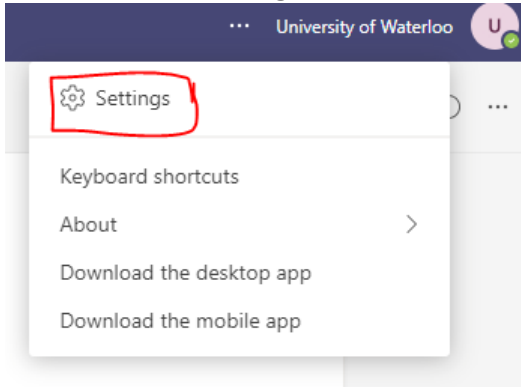 ... University of Waterloo U
Settings
...
Keyboard shortcuts
About
Download the desktop app
Download the mobile app